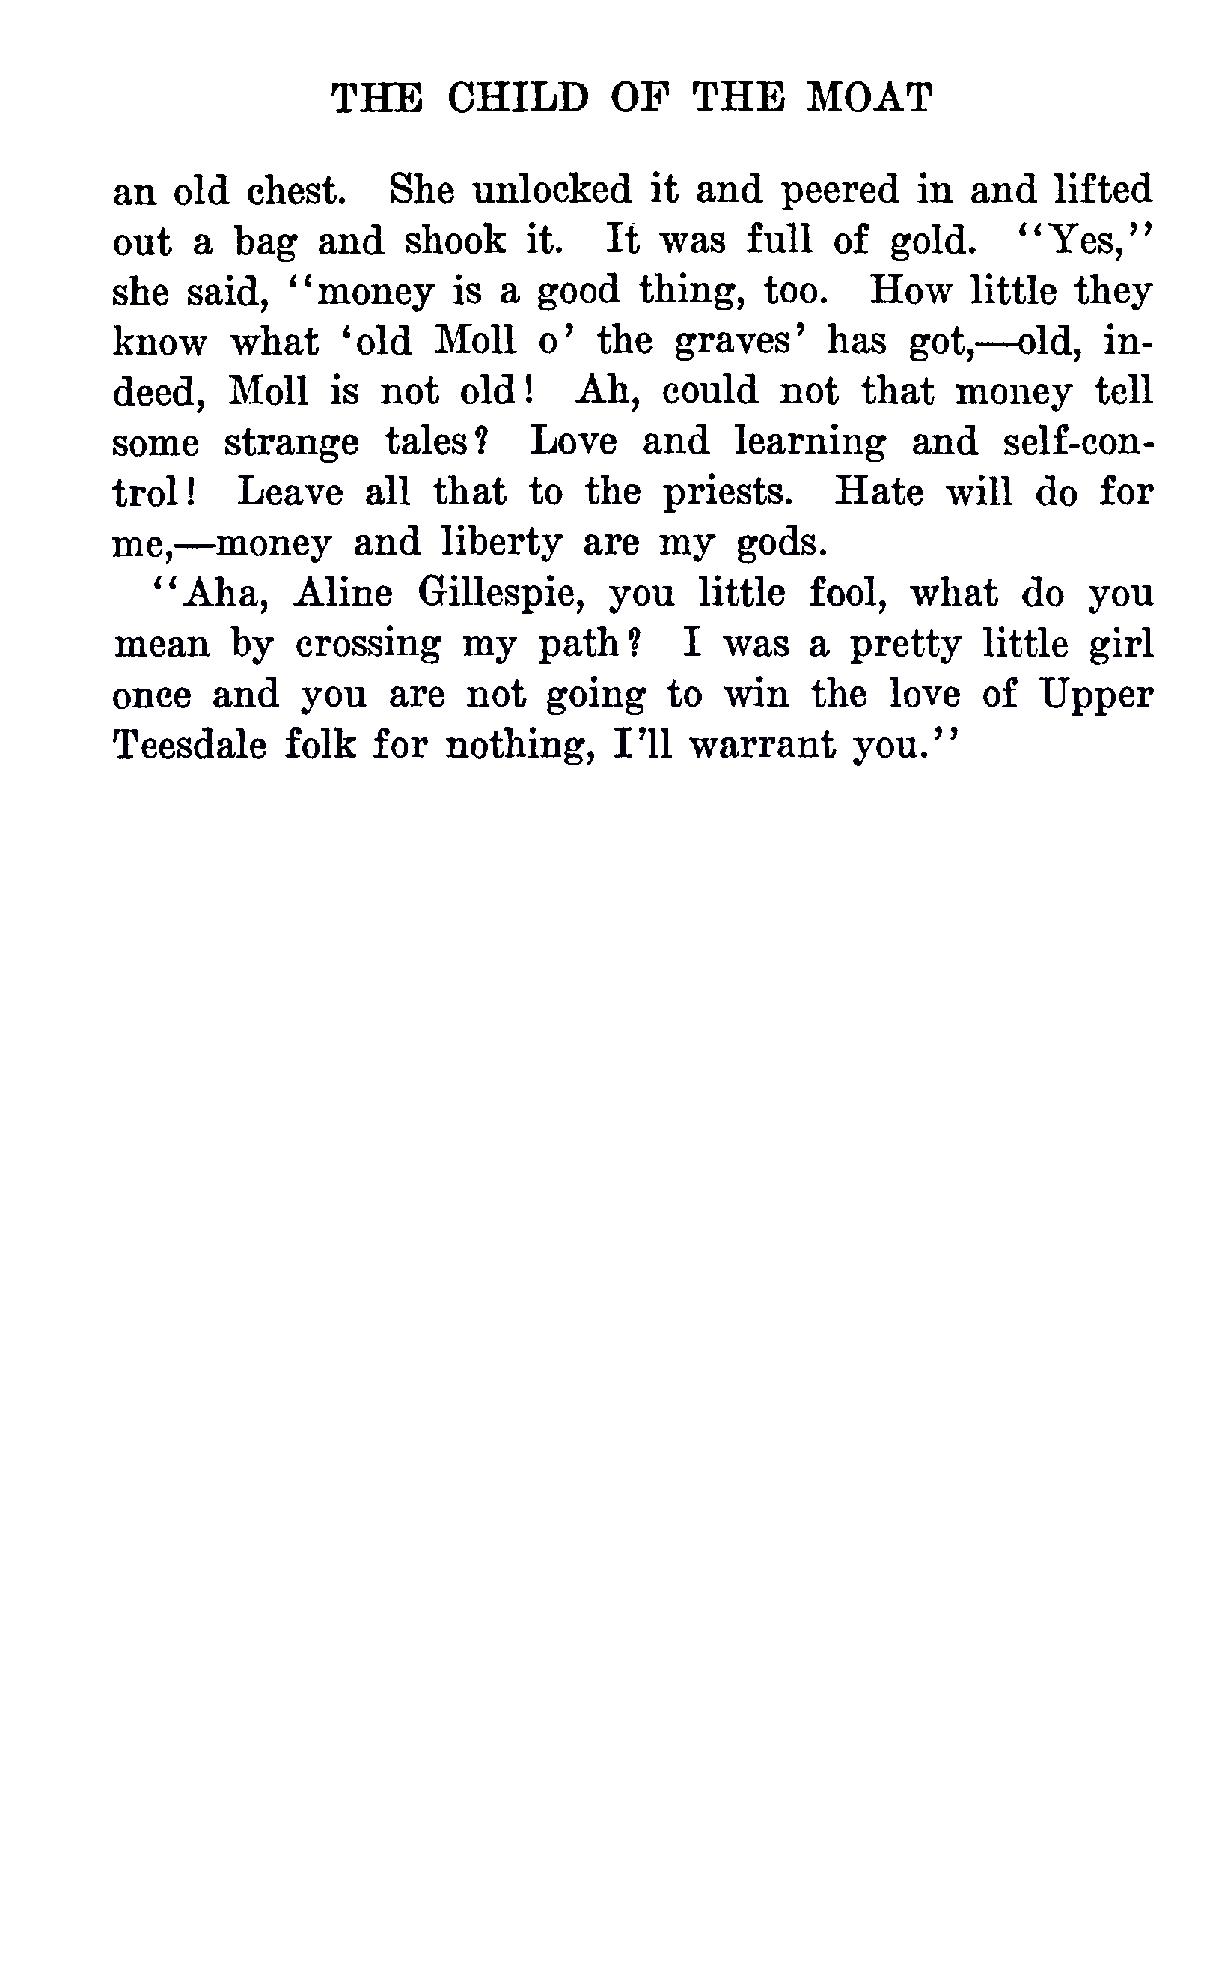 THE CHILD OF THE MOAT
an old chest. She unlocked it and peered in and lifted
out a bag and shook it. It was full of gold. "Yes,"
she said, "money is a good thing, too. How little they
know what 'old Moll o' the graves' has got,—old, in-
deed, Moll is not old! Ah, could not that money tell
some strange tales? Love and learning and self-con-
trol! Leave all that to the priests. Hate will do for
me,—money and liberty are my gods.
"Aha, Aline Gillespie, you little fool, what do you
mean by crossing my path? I was a pretty little girl
once and you are not going to win the love of Upper
Teesdale folk for nothing, I'll warrant you."